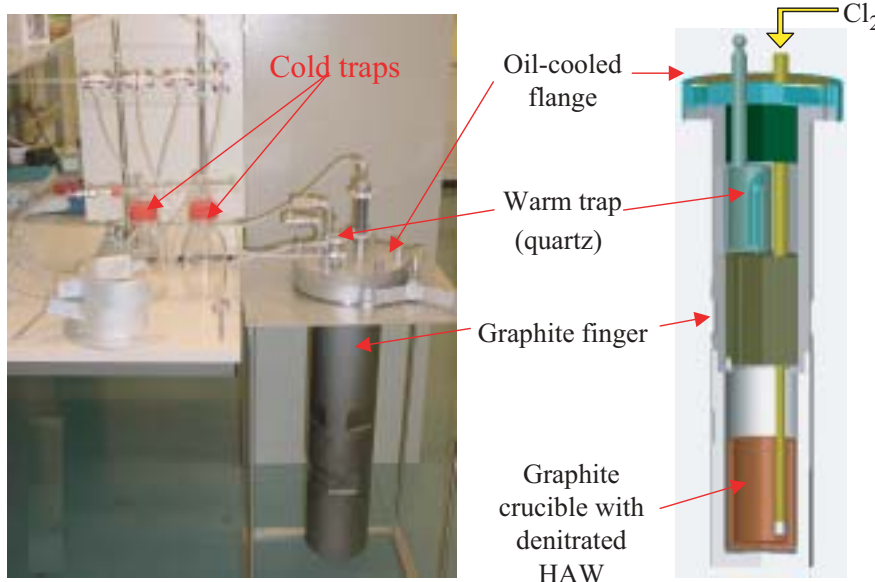 Cl2
Cold traps
Oil-cooled
flange
Warm trap
(quartz)
Graphite finger
Graphite
crucible with
denitrated
HAW